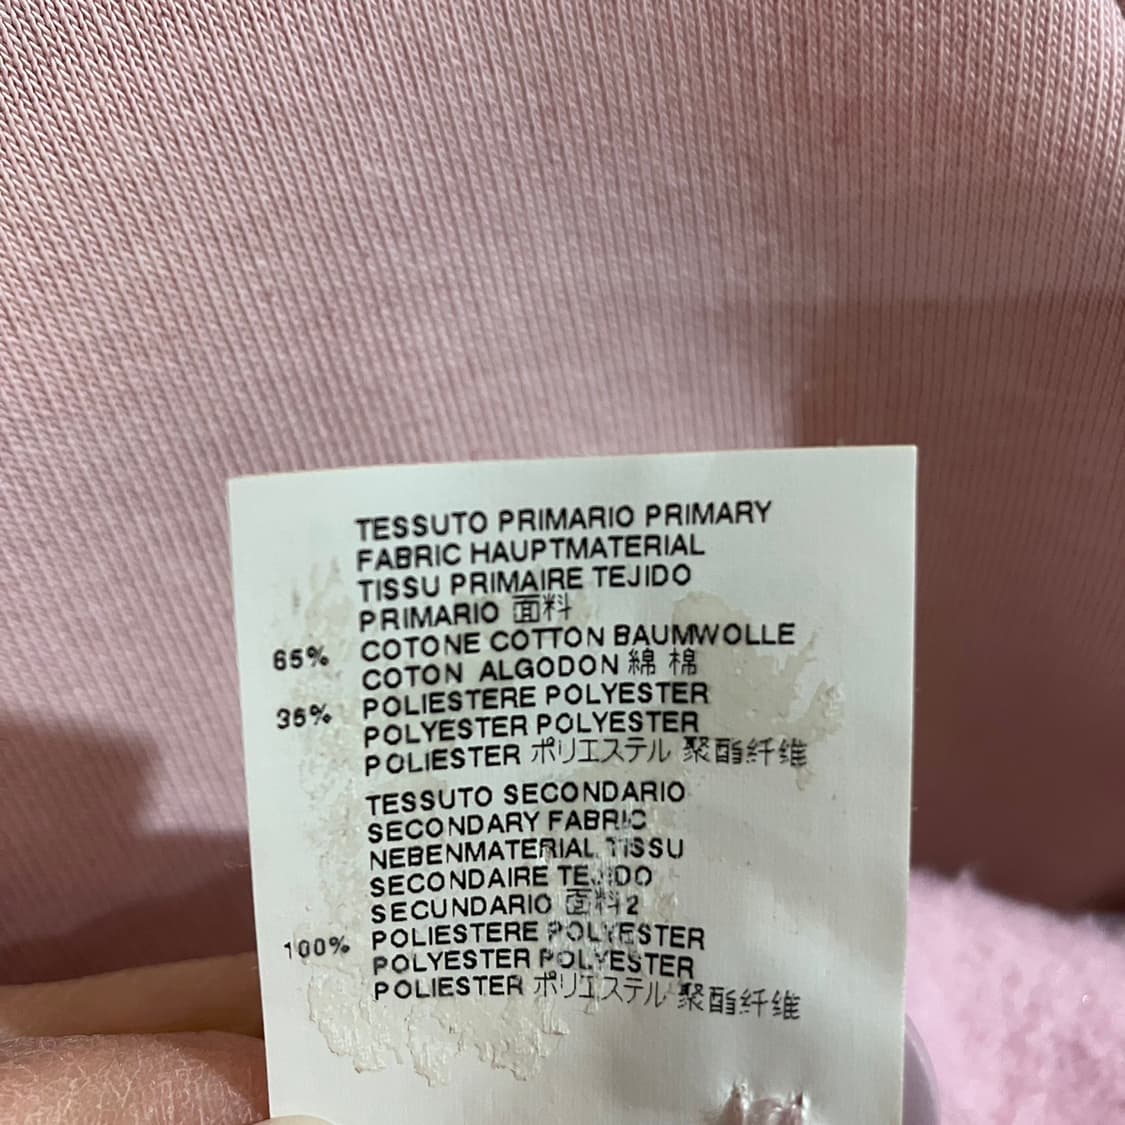 TESSUTO PRIMARIO PRIMARY
FABRIC HAUPTMATERIAL
TISSU PRIMAIRE TEJIDO
PRIMARIO 面料
65% COTONE COTTON BAUMWOLLE
COTON ALGODON 綿 棉
35% POLIESTERE POLYESTER
POLYESTER POLYESTER
POLIESTER ポリエステル 聚酯纤维
TESSUTO SECONDARIO
SECONDARY FABRIC
NEBENMATERIAL TISSU
SECONDAIRE TEJIDO
SECUNDARIO 面料2
100% POLIESTERE POLYESTER
POLYESTER POLYESTER
POLIESTER ポリエステル 聚酯纤维